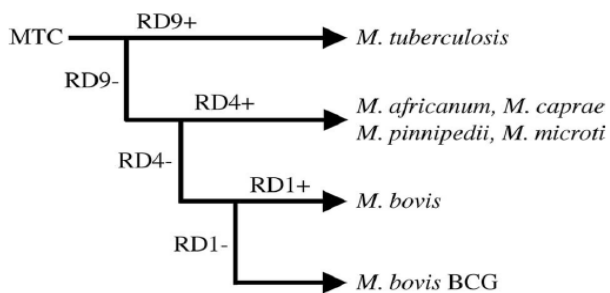 RD9+
MTC
M. tuberculosis
RD9-
RD4+
M. africanum, M. caprae
M. pinnipedii, M. microti
RD4-
RD1+
M. bovis
RD1-
M. bovis BCG